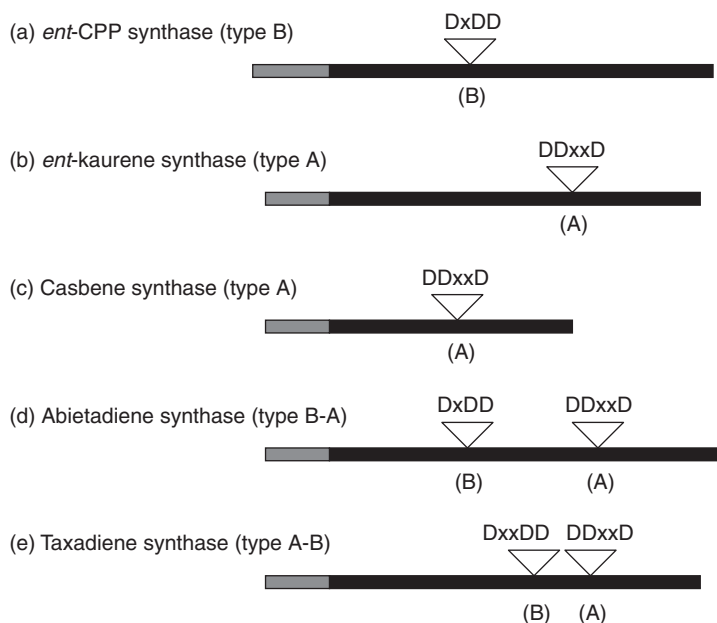 (a) ent-CPP synthase (type B)
DxDD
(B)
(b) ent-kaurene synthase (type A)
DDxxD
(A)
(c) Casbene synthase (type A)
DDxxD
(A)
(d) Abietadiene synthase (type B-A)
DxDD DDxxD
(B) (A)
(e) Taxadiene synthase (type A-B)
DxxDD DDxxD
(B) (A)